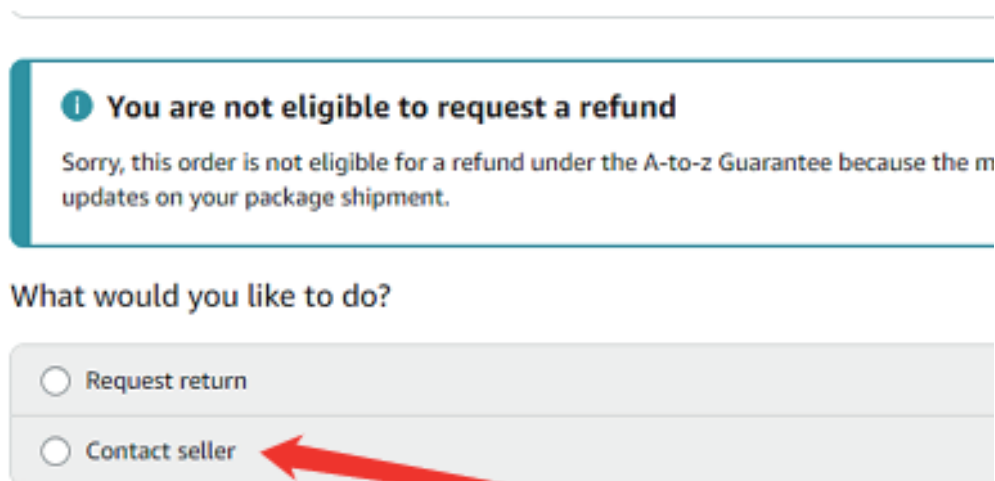 You are not eligible to request a refund
Sorry, this order is not eligible for a refund under the A-to-z Guarantee because the
updates on your package shipment.
What would you like to do?
Request return
Contact seller